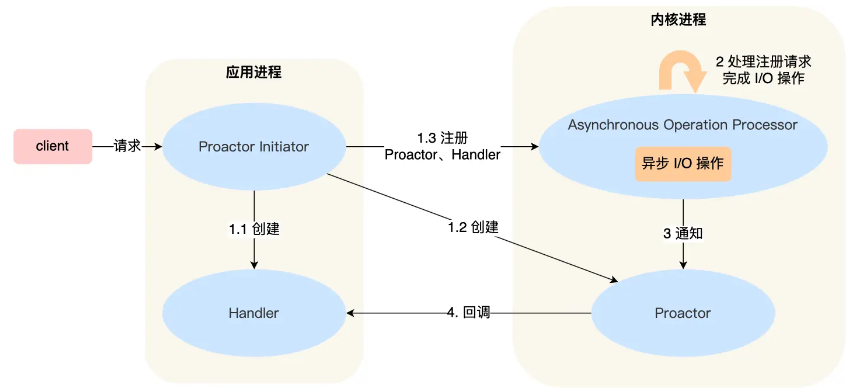 内核进程
应用进程
2 处理注册请求
完成 I/O 操作
client
请求
Proactor Initiator
1.3 注册
Proactor、Handler
Asynchronous Operation Processor
异步 I/O 操作
1.1 创建
1.2 创建
3 通知
Handler
4. 回调
Proactor